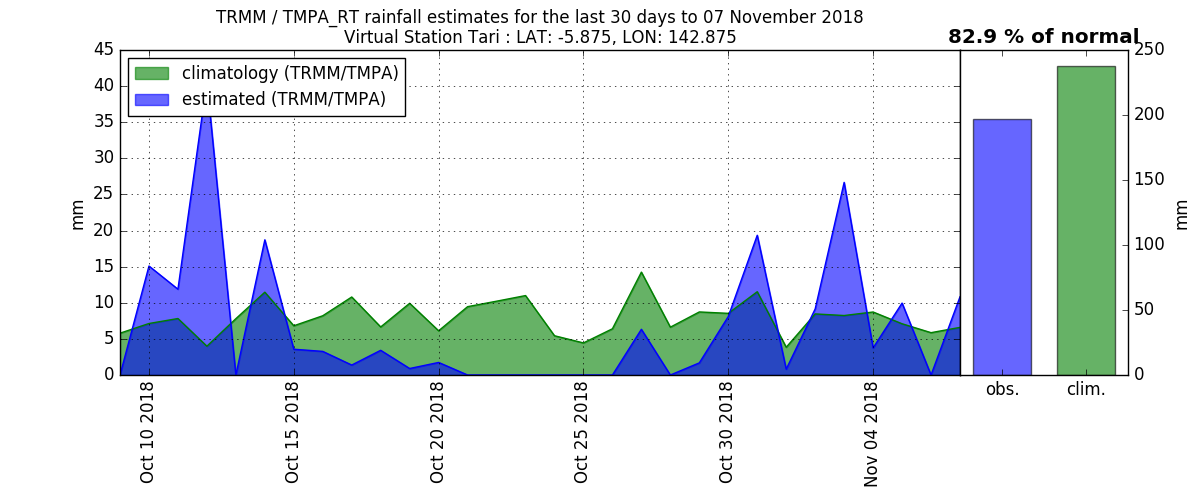 TRMM / TMPA_RT rainfall estimates for the last 30 days to 07 November 2018
Virtual Station Tari : LAT: -5.875, LON: 142.875
82.9 % of normal
climatology (TRMM/TMPA)
estimated (TRMM/TMPA)
mm
45
40
35
30
25
20
15
10
5
0
Oct 10 2018
Oct 15 2018
Oct 20 2018
Oct 25 2018
Oct 30 2018
Nov 04 2018
250
200
150
100
50
0
mm
obs.
clim.